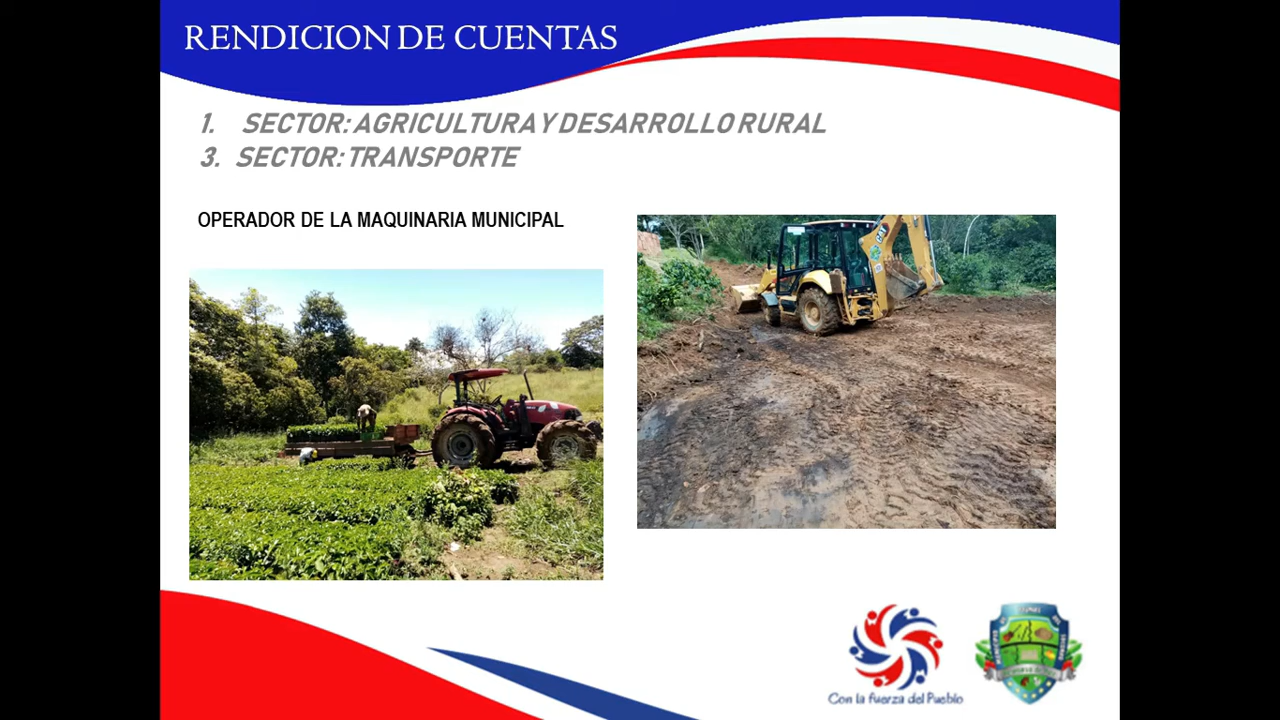 RENDICION DE CUENTAS
1. SECTOR: AGRICULTURA Y DESARROLLO RURAL
3. SECTOR: TRANSPORTE
OPERADOR DE LA MAQUINARIA MUNICIPAL
CAT
Con la fuerza del Pueblo